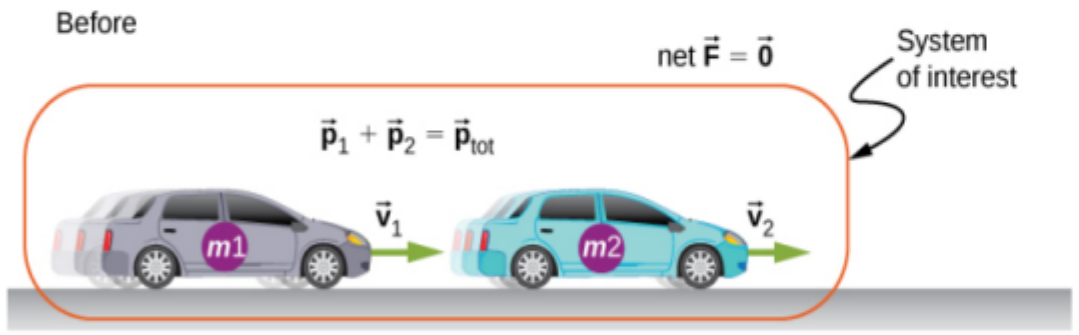 Before
net F⃗ = 0⃗
System
of interest
p⃗₁ + p⃗₂ = p⃗tot
v⃗₁
v⃗₂
m1
m2